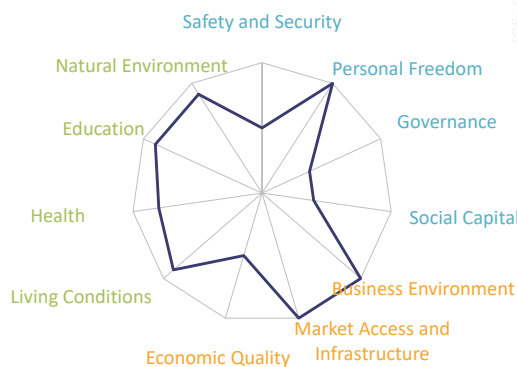 Safety and Security
Natural Environment
Personal Freedom
Education
Governance
Health
Social Capital
Living Conditions
Business Environment
Market Access and
Infrastructure
Economic Quality